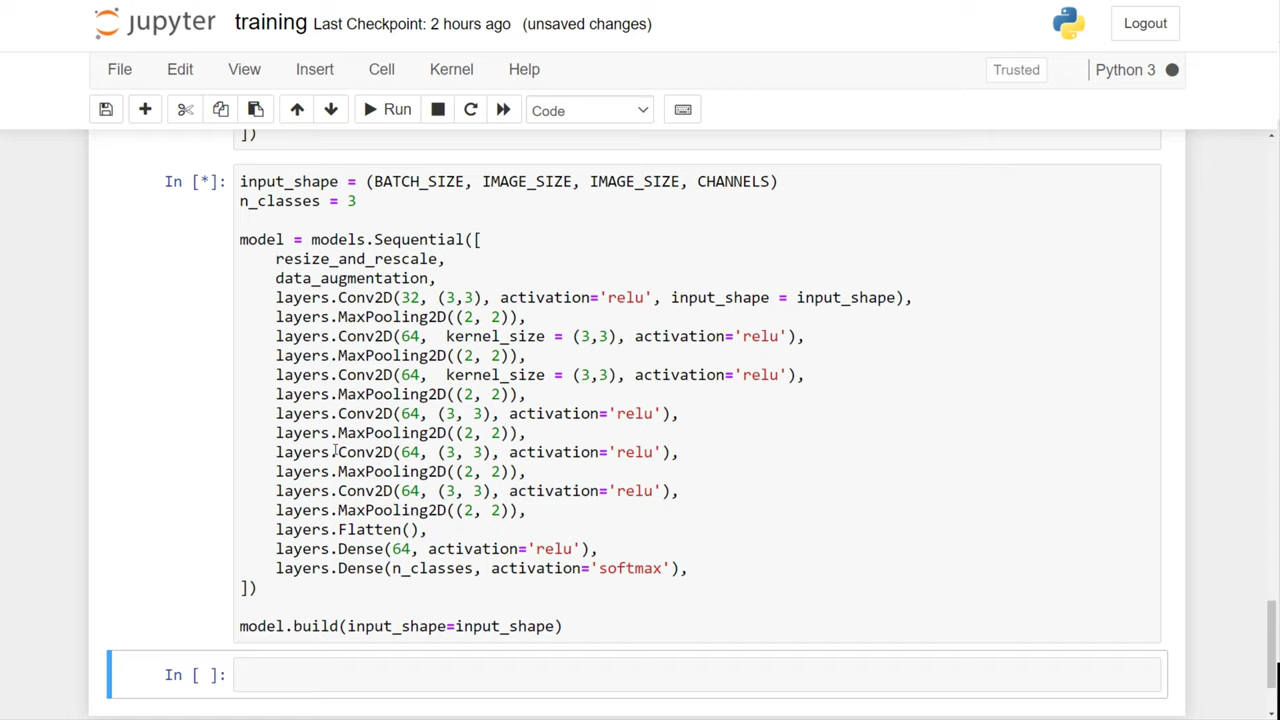 jupyter training Last Checkpoint: 2 hours ago (unsaved changes) Logout
File Edit View Insert Cell Kernel Help Trusted Python 3
Run Code
])
In [*]:
input_shape = (BATCH_SIZE, IMAGE_SIZE, IMAGE_SIZE, CHANNELS)
n_classes = 3
model = models.Sequential([
resize_and_rescale,
data_augmentation,
layers.Conv2D(32, (3,3), activation='relu', input_shape = input_shape),
layers.MaxPooling2D((2, 2)),
layers.Conv2D(64,  kernel_size = (3,3), activation='relu'),
layers.MaxPooling2D((2, 2)),
layers.Conv2D(64,  kernel_size = (3,3), activation='relu'),
layers.MaxPooling2D((2, 2)),
layers.Conv2D(64, (3, 3), activation='relu'),
layers.MaxPooling2D((2, 2)),
layers.Conv2D(64, (3, 3), activation='relu'),
layers.MaxPooling2D((2, 2)),
layers.Conv2D(64, (3, 3), activation='relu'),
layers.MaxPooling2D((2, 2)),
layers.Flatten(),
layers.Dense(64, activation='relu'),
layers.Dense(n_classes, activation='softmax'),
])
model.build(input_shape=input_shape)
In [ ]: